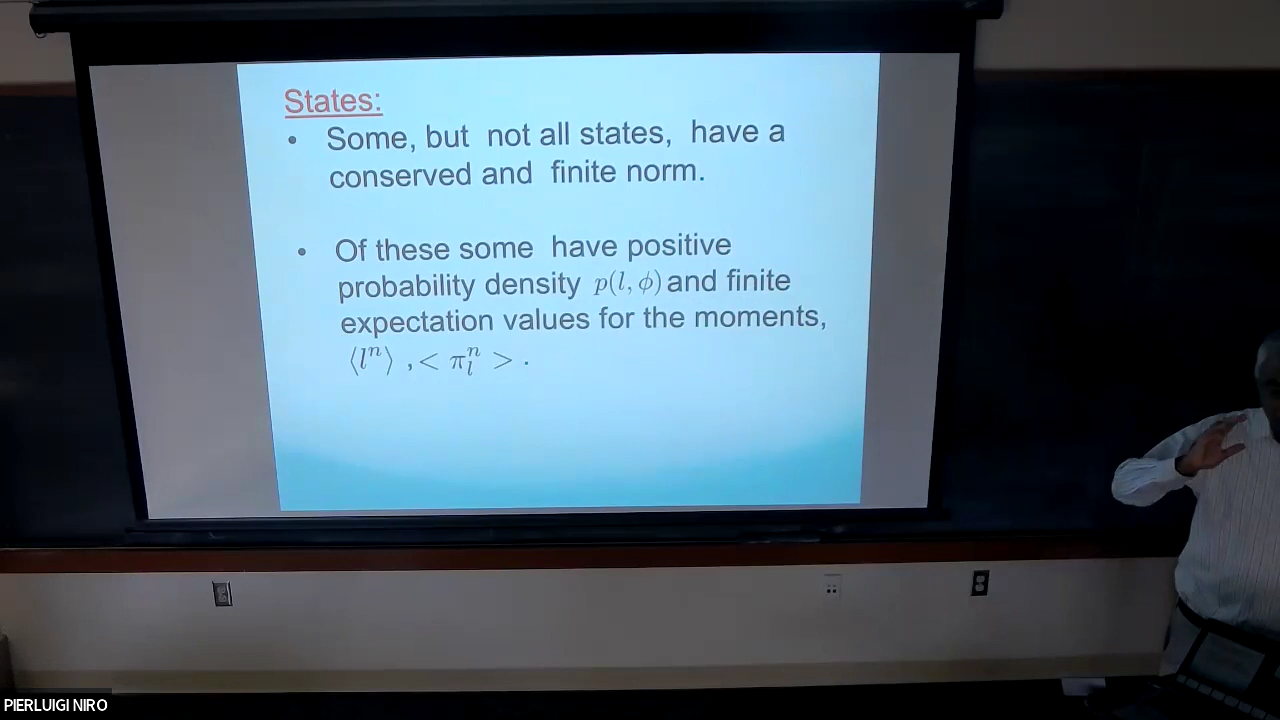 States:
• Some, but not all states, have a
conserved and finite norm.
• Of these some have positive
probability density p(l, ϕ) and finite
expectation values for the moments,
⟨lⁿ⟩ , < πₗⁿ > .
PIERLUIGI NIRO